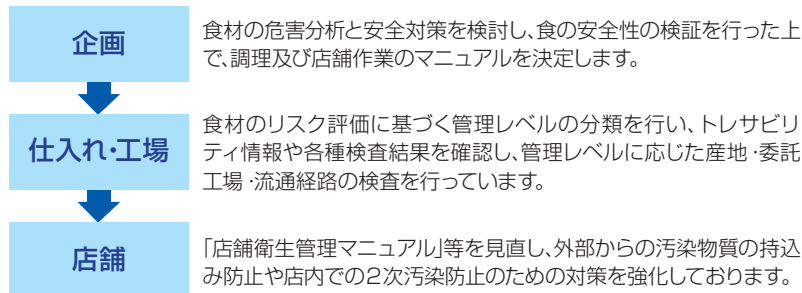 企画
食材の危害分析と安全対策を検討し、食の安全性の検証を行った上
で、調理及び店舗作業のマニュアルを決定します。
仕入れ・工場
食材のリスク評価に基づく管理レベルの分類を行い、トレサビリ
ティ情報や各種検査結果を確認し、管理レベルに応じた産地・委託
工場・流通経路の検査を行っています。
店舗
「店舗衛生管理マニュアル」等を見直し、外部からの汚染物質の持込
み防止や店内での2次汚染防止のための対策を強化しております。